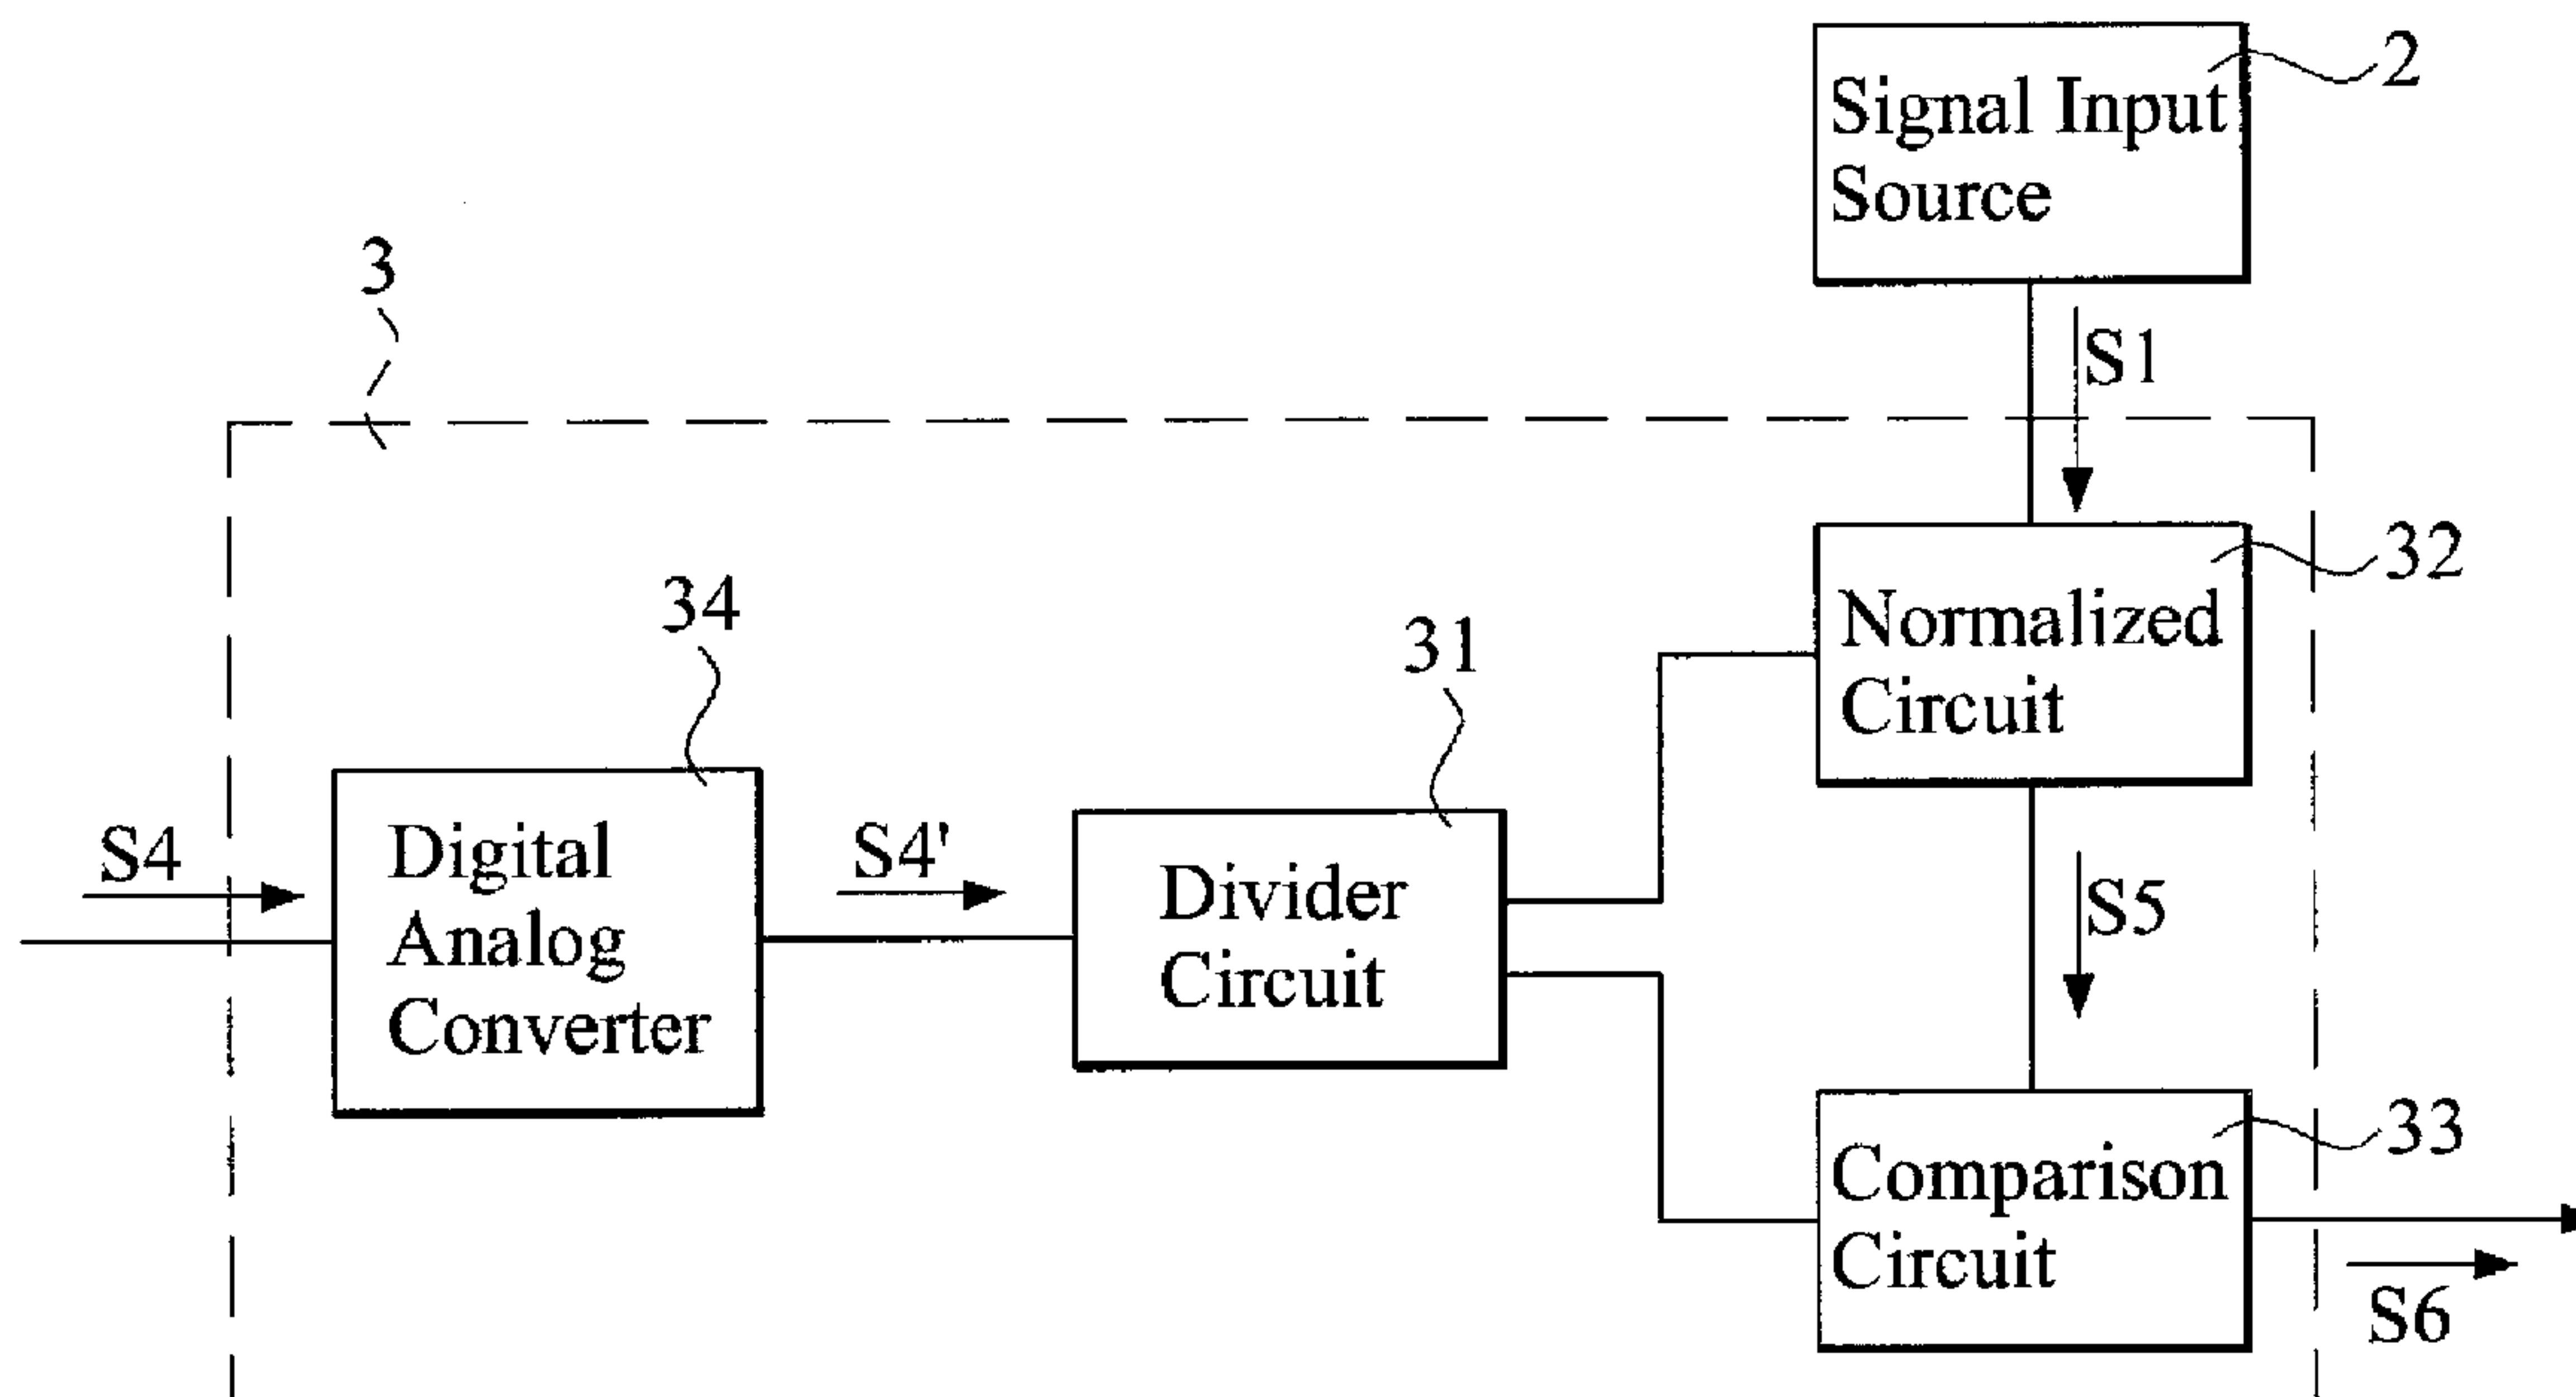 2
Signal Input
Source
3
S1
32
Normalized
Circuit
34
31
S4
Digital
Analog
Converter
S4'
Divider
Circuit
S5
33
Comparison
Circuit
S6